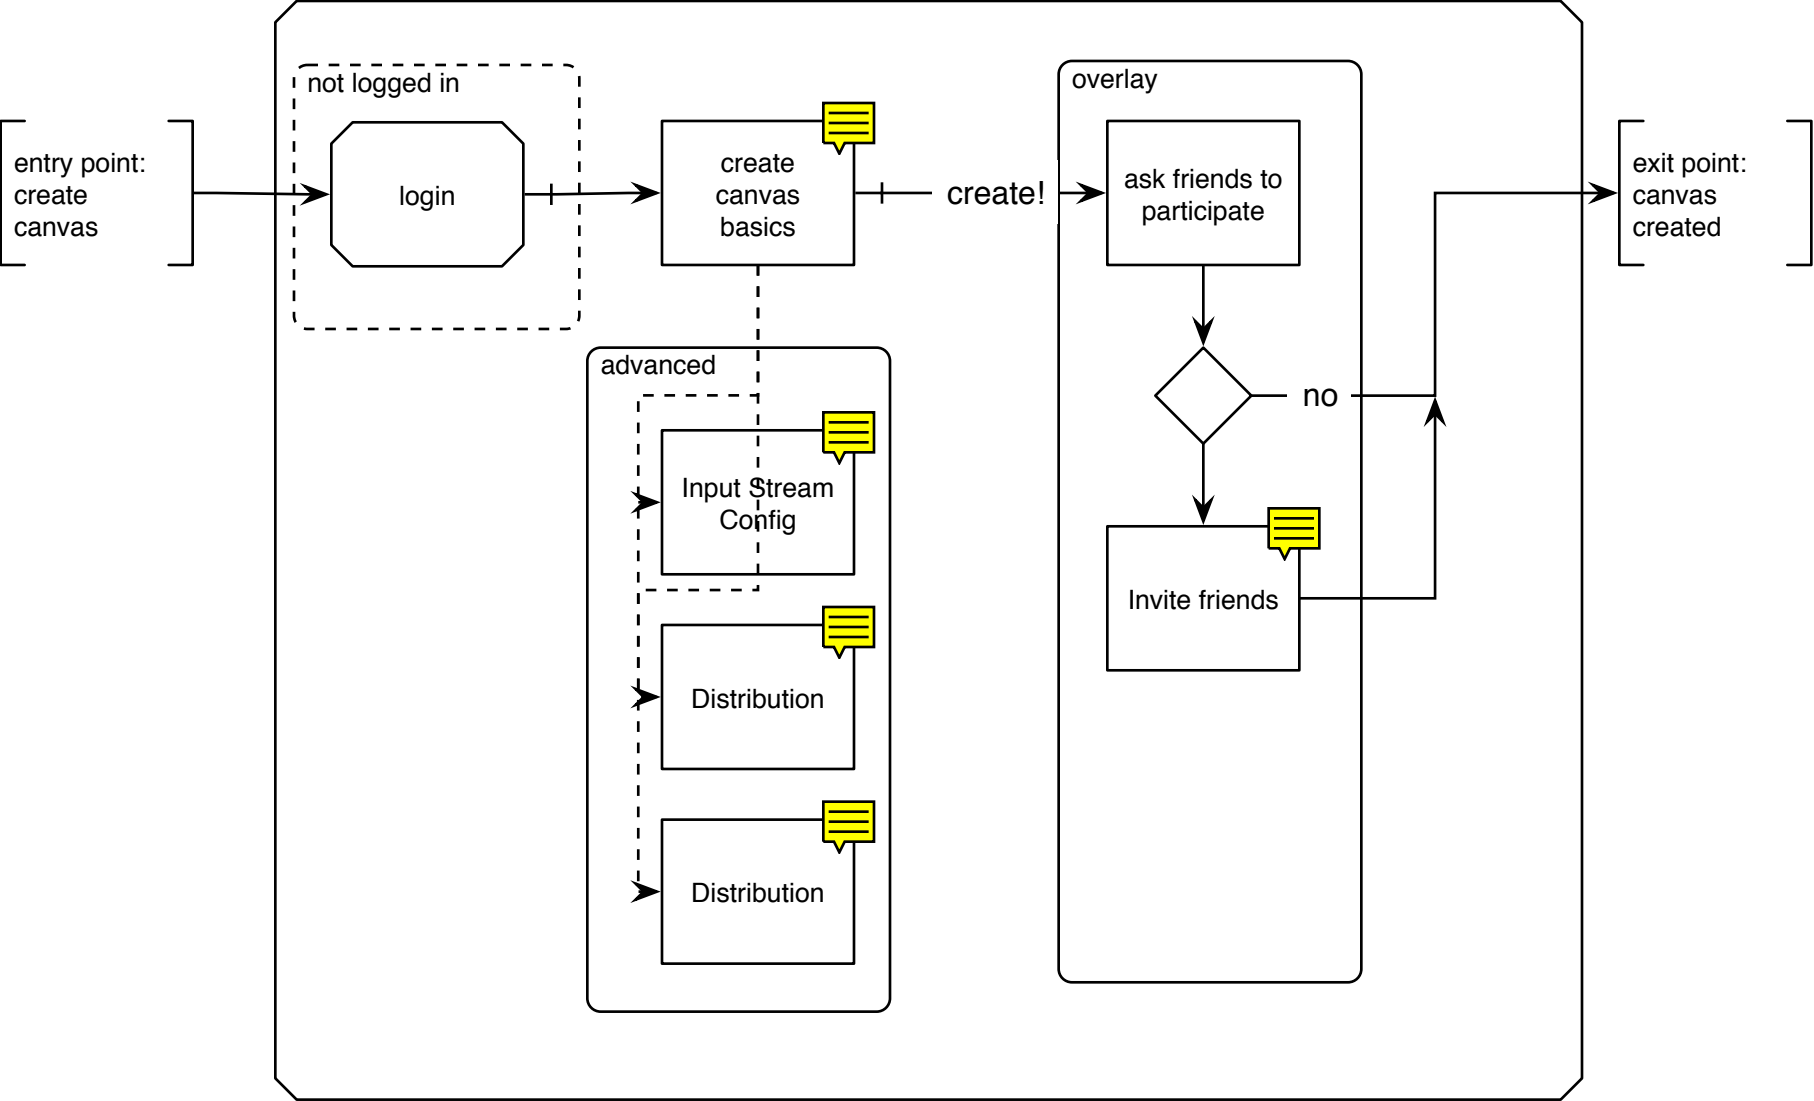 entry point:
create
canvas
not logged in
login
create
canvas
basics
create!
overlay
ask friends to
participate
no
Invite friends
exit point:
canvas
created
advanced
Input Stream
Config
Distribution
Distribution